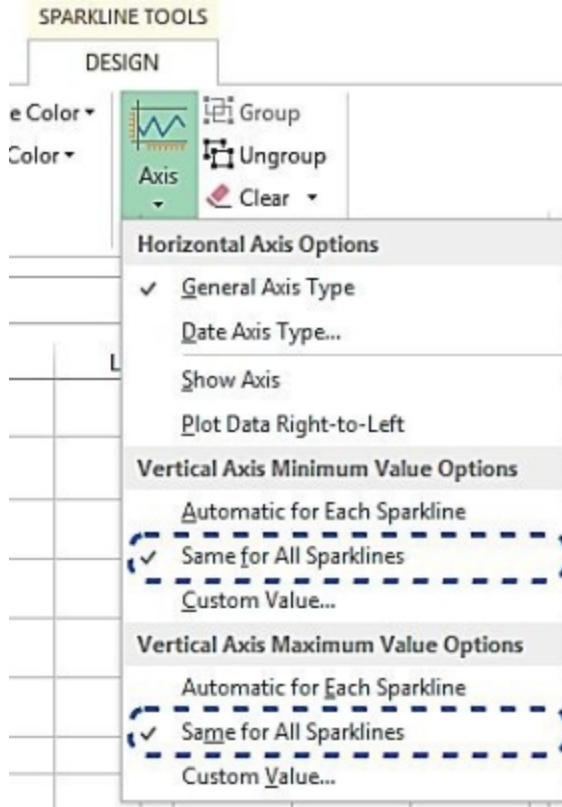 SPARKLINE TOOLS
DESIGN
e Color
Group
Color
Ungroup
Axis
Clear
Horizontal Axis Options
General Axis Type
Date Axis Type...
L
Show Axis
Plot Data Right-to-Left
Vertical Axis Minimum Value Options
Automatic for Each Sparkline
Same for All Sparklines
Custom Value...
Vertical Axis Maximum Value Options
Automatic for Each Sparkline
Same for All Sparklines
Custom Value...